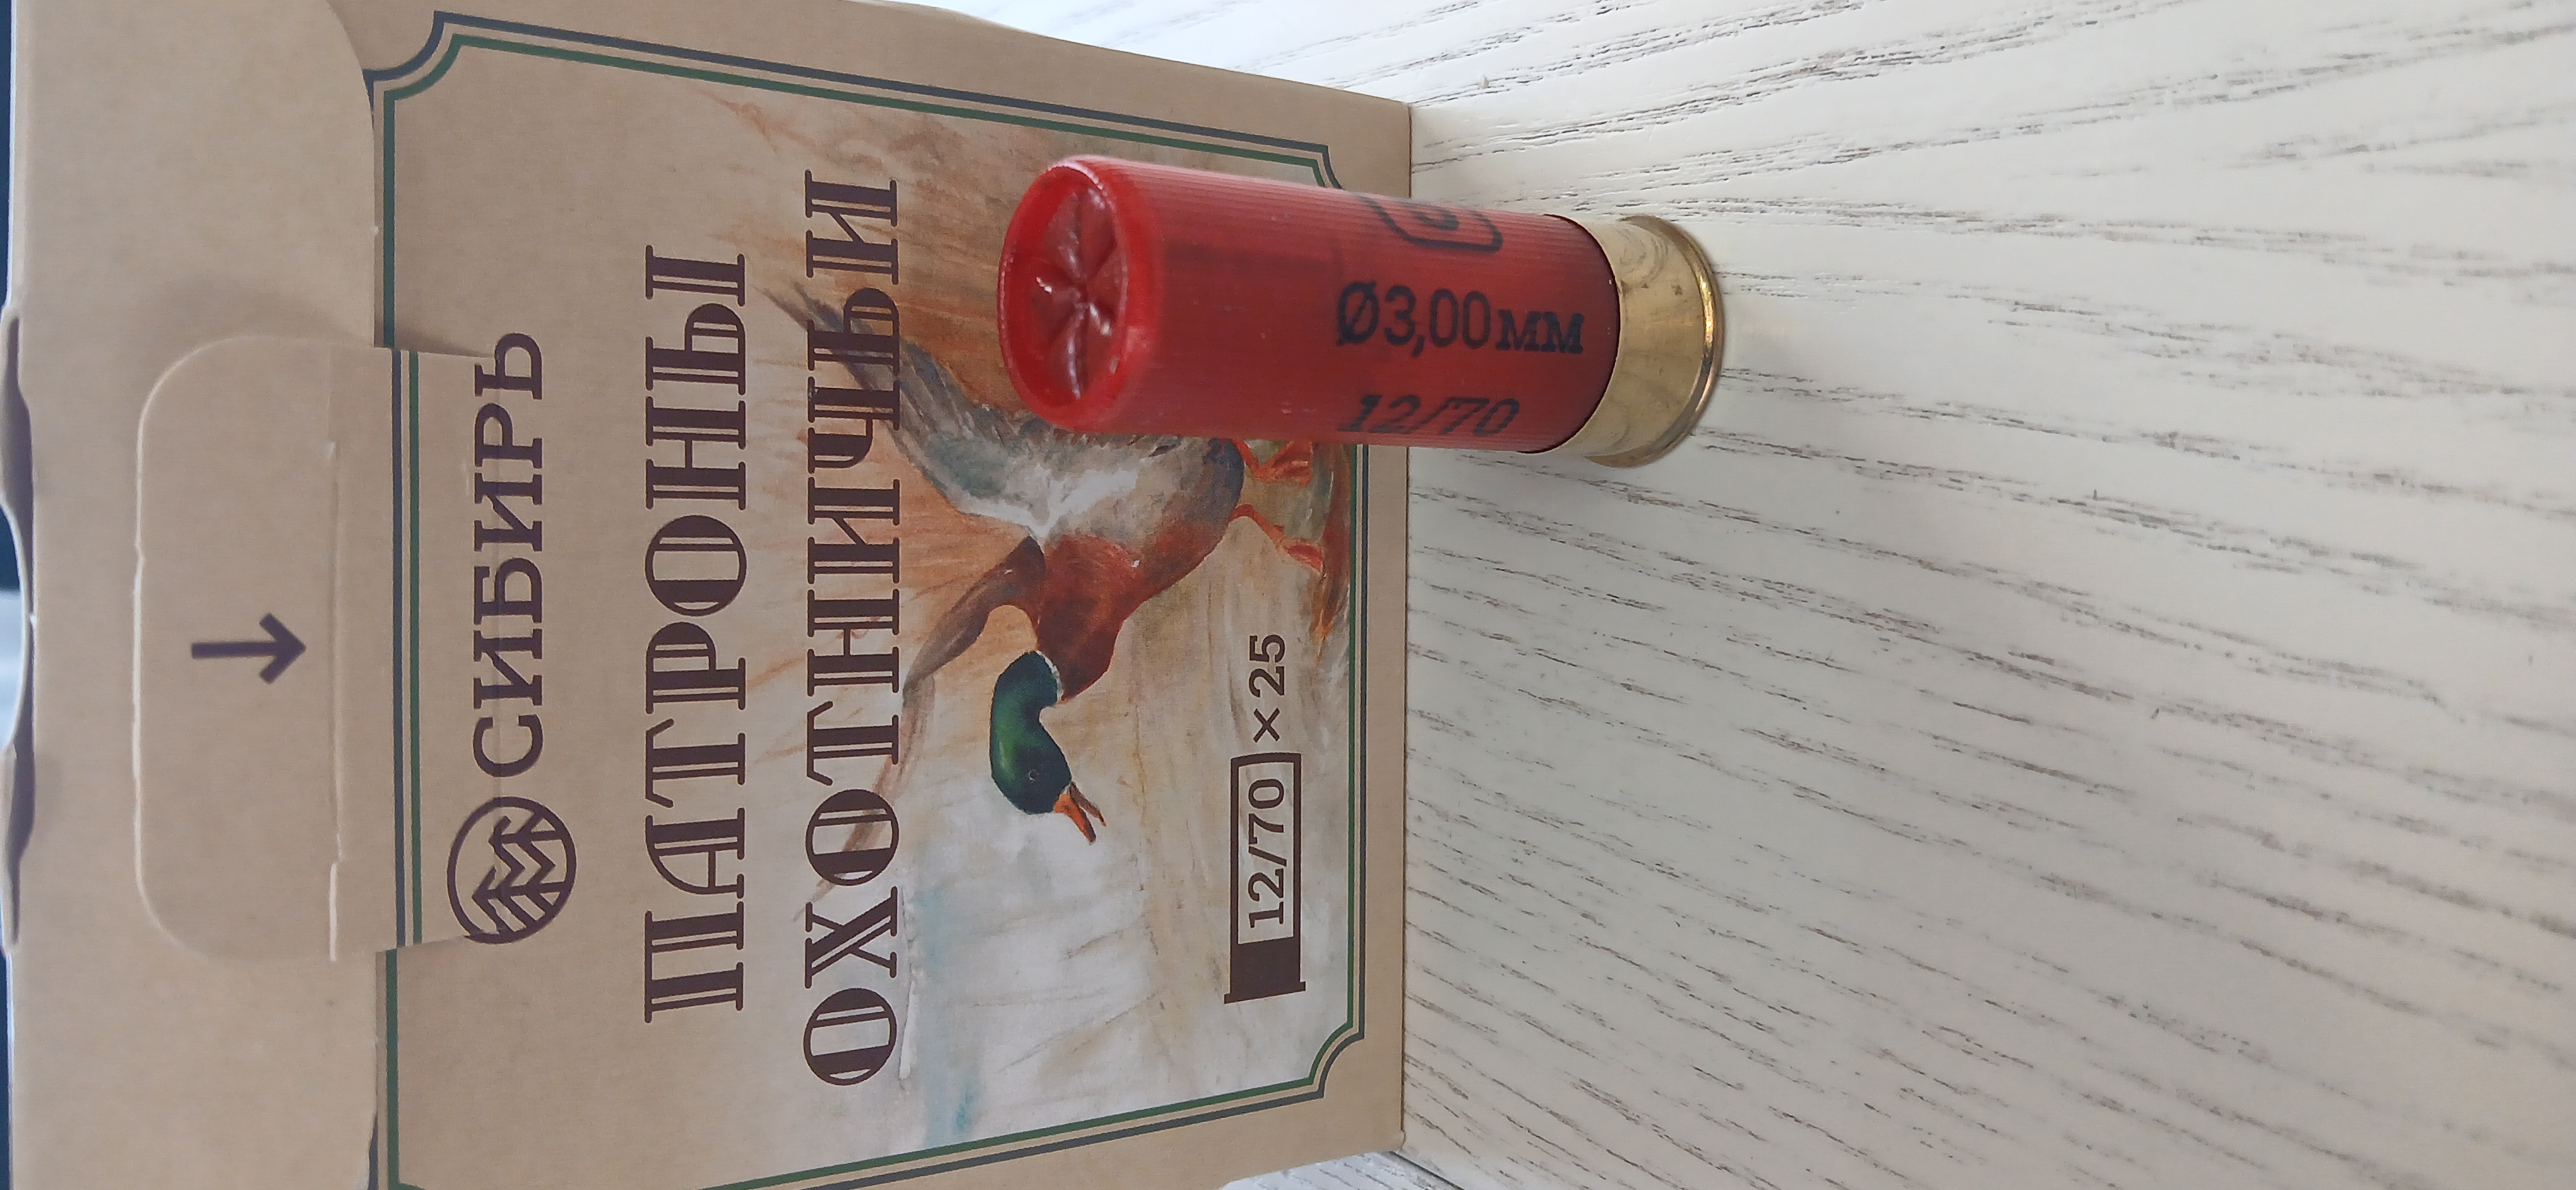 СИБИРЬ
ПАТРОНЫ
ОХОТНИЧЬИ
12/70 ×25
12/70
Ø3,00мм